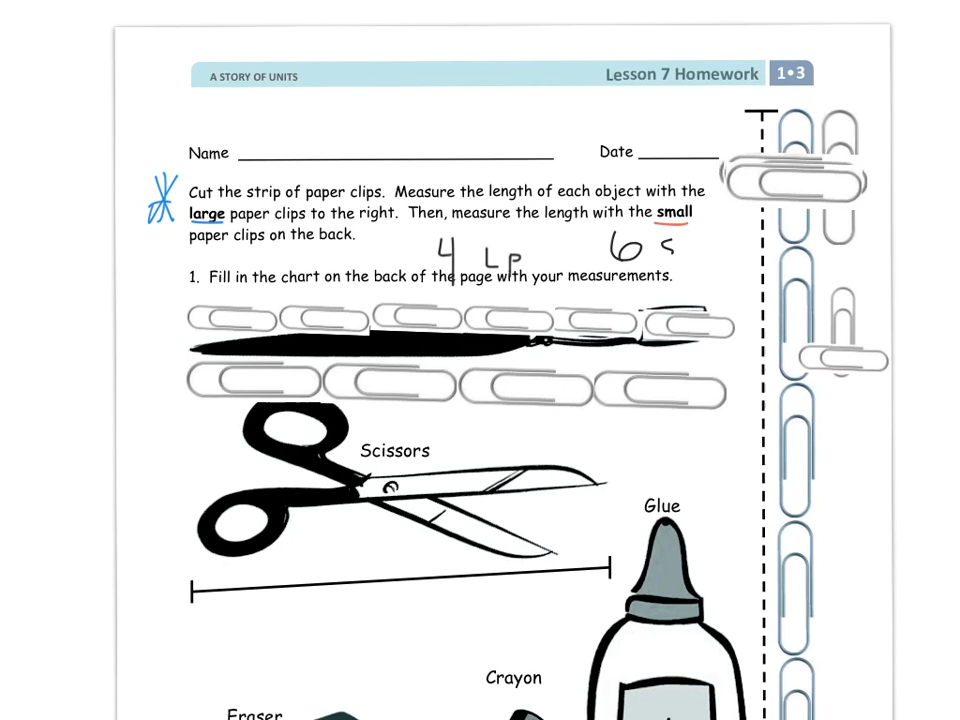 A STORY OF UNITS
Lesson 7 Homework 1•3
Name
Date
Cut the strip of paper clips. Measure the length of each object with the
large paper clips to the right. Then, measure the length with the small
paper clips on the back.
4 LP 6 S
1. Fill in the chart on the back of the page with your measurements.
Scissors
Glue
Crayon
Eraser